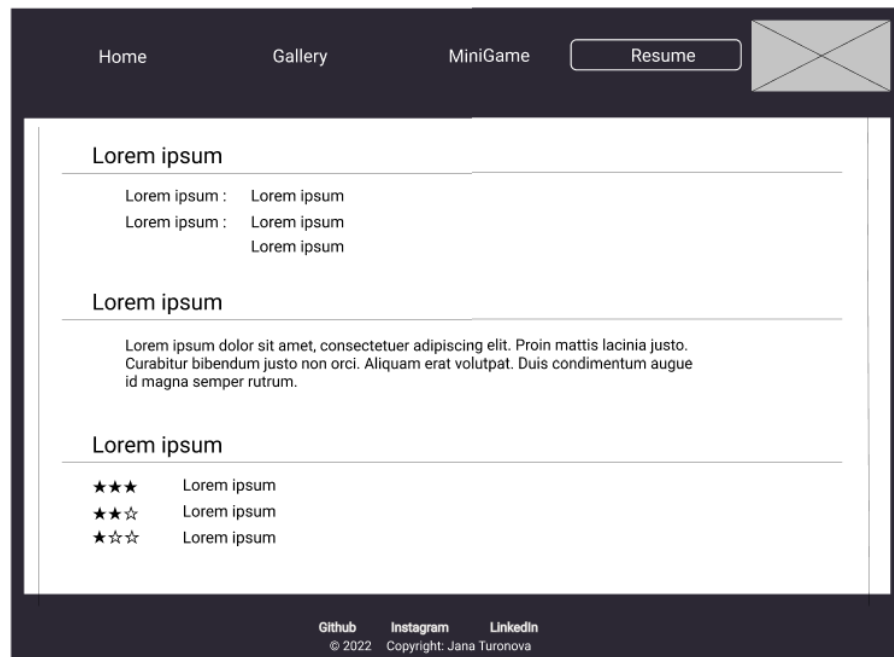 Home Gallery MiniGame Resume
Lorem ipsum
Lorem ipsum : Lorem ipsum
Lorem ipsum : Lorem ipsum
Lorem ipsum
Lorem ipsum
Lorem ipsum dolor sit amet, consectetuer adipiscing elit. Proin mattis lacinia justo.
Curabitur bibendum justo non orci. Aliquam erat volutpat. Duis condimentum augue
id magna semper rutrum.
Lorem ipsum
★★★ Lorem ipsum
★★☆ Lorem ipsum
★☆☆ Lorem ipsum
Github Instagram LinkedIn
© 2022 Copyright: Jana Turonova